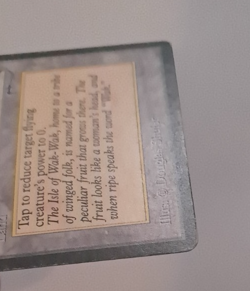 Tap to reduce target flying
creature's power to 0.
The Isle of Wak-Wak, home to a tribe
of winged folk, is named for a
peculiar fruit that grows there. The
fruit looks like a woman's head, and
when ripe speaks the word "Wak."
Illus.